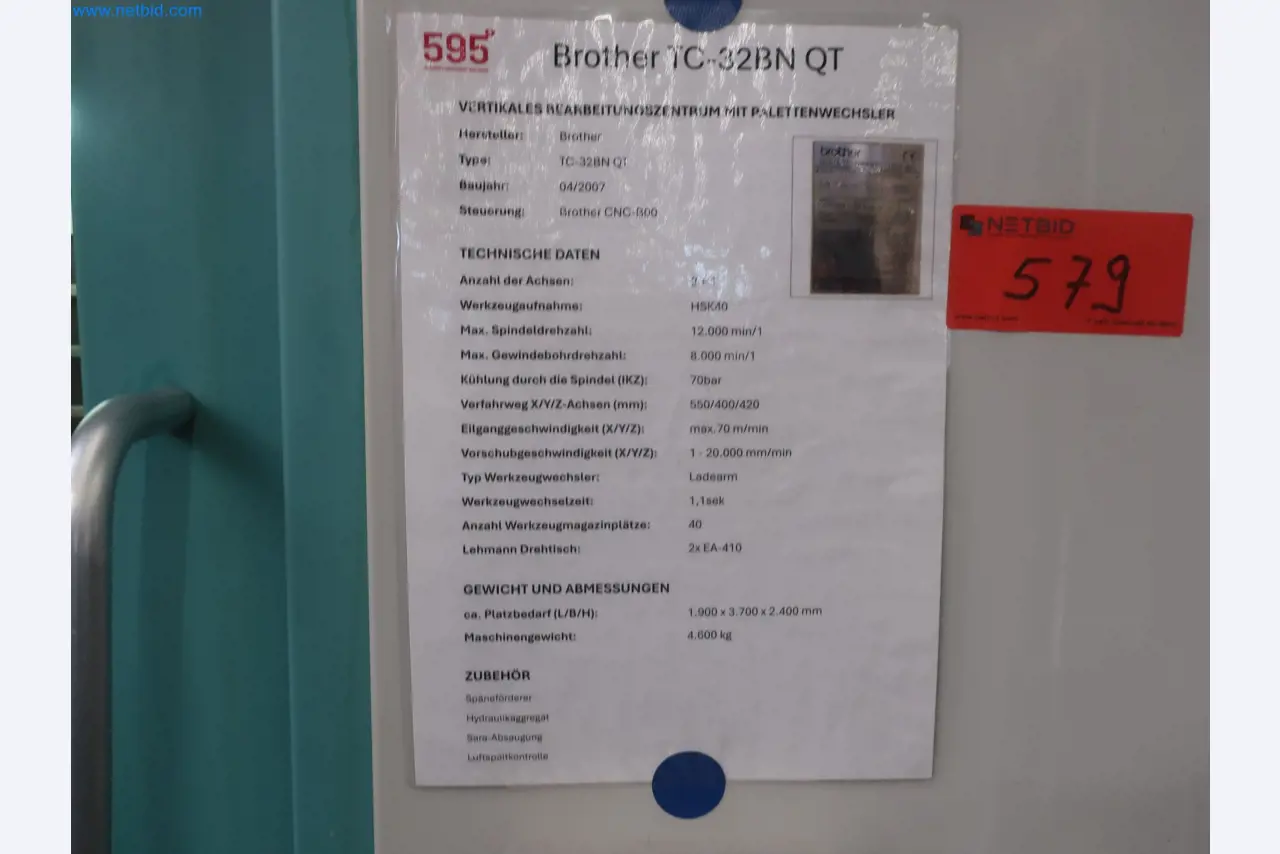 www.netbid.com
595
Brother TC-32BN QT
VERTIKALES BEARBEITUNGSZENTRUM MIT PALETTENWECHSLER
Hersteller: Brother
Type: TC-32BN QT
Baujahr: 04/2007
Steuerung: Brother CNC-B00
brother
CE
NETBID
579
TECHNISCHE DATEN
Anzahl der Achsen:
Werkzeugaufnahme: HSK40
Max. Spindeldrehzahl: 12.000 min/1
Max. Gewindebohrdrehzahl: 8.000 min/1
Kühlung durch die Spindel (IKZ): 70bar
Verfahrweg X/Y/Z-Achsen (mm): 550/400/420
Eilganggeschwindigkeit (X/Y/Z): max.70 m/min
Vorschubgeschwindigkeit (X/Y/Z): 1 - 20.000 mm/min
Typ Werkzeugwechsler: Ladearm
Werkzeugwechselzeit: 1,1sek
Anzahl Werkzeugmagazinplätze: 40
Lehmann Drehtisch: 2x EA-410
GEWICHT UND ABMESSUNGEN
ca. Platzbedarf (L/B/H): 1.900 x 3.700 x 2.400 mm
Maschinengewicht: 4.600 kg
ZUBEHÖR
Späneförderer
Hydraulikaggregat
Sara-Absaugung
Luftspaltkontrolle